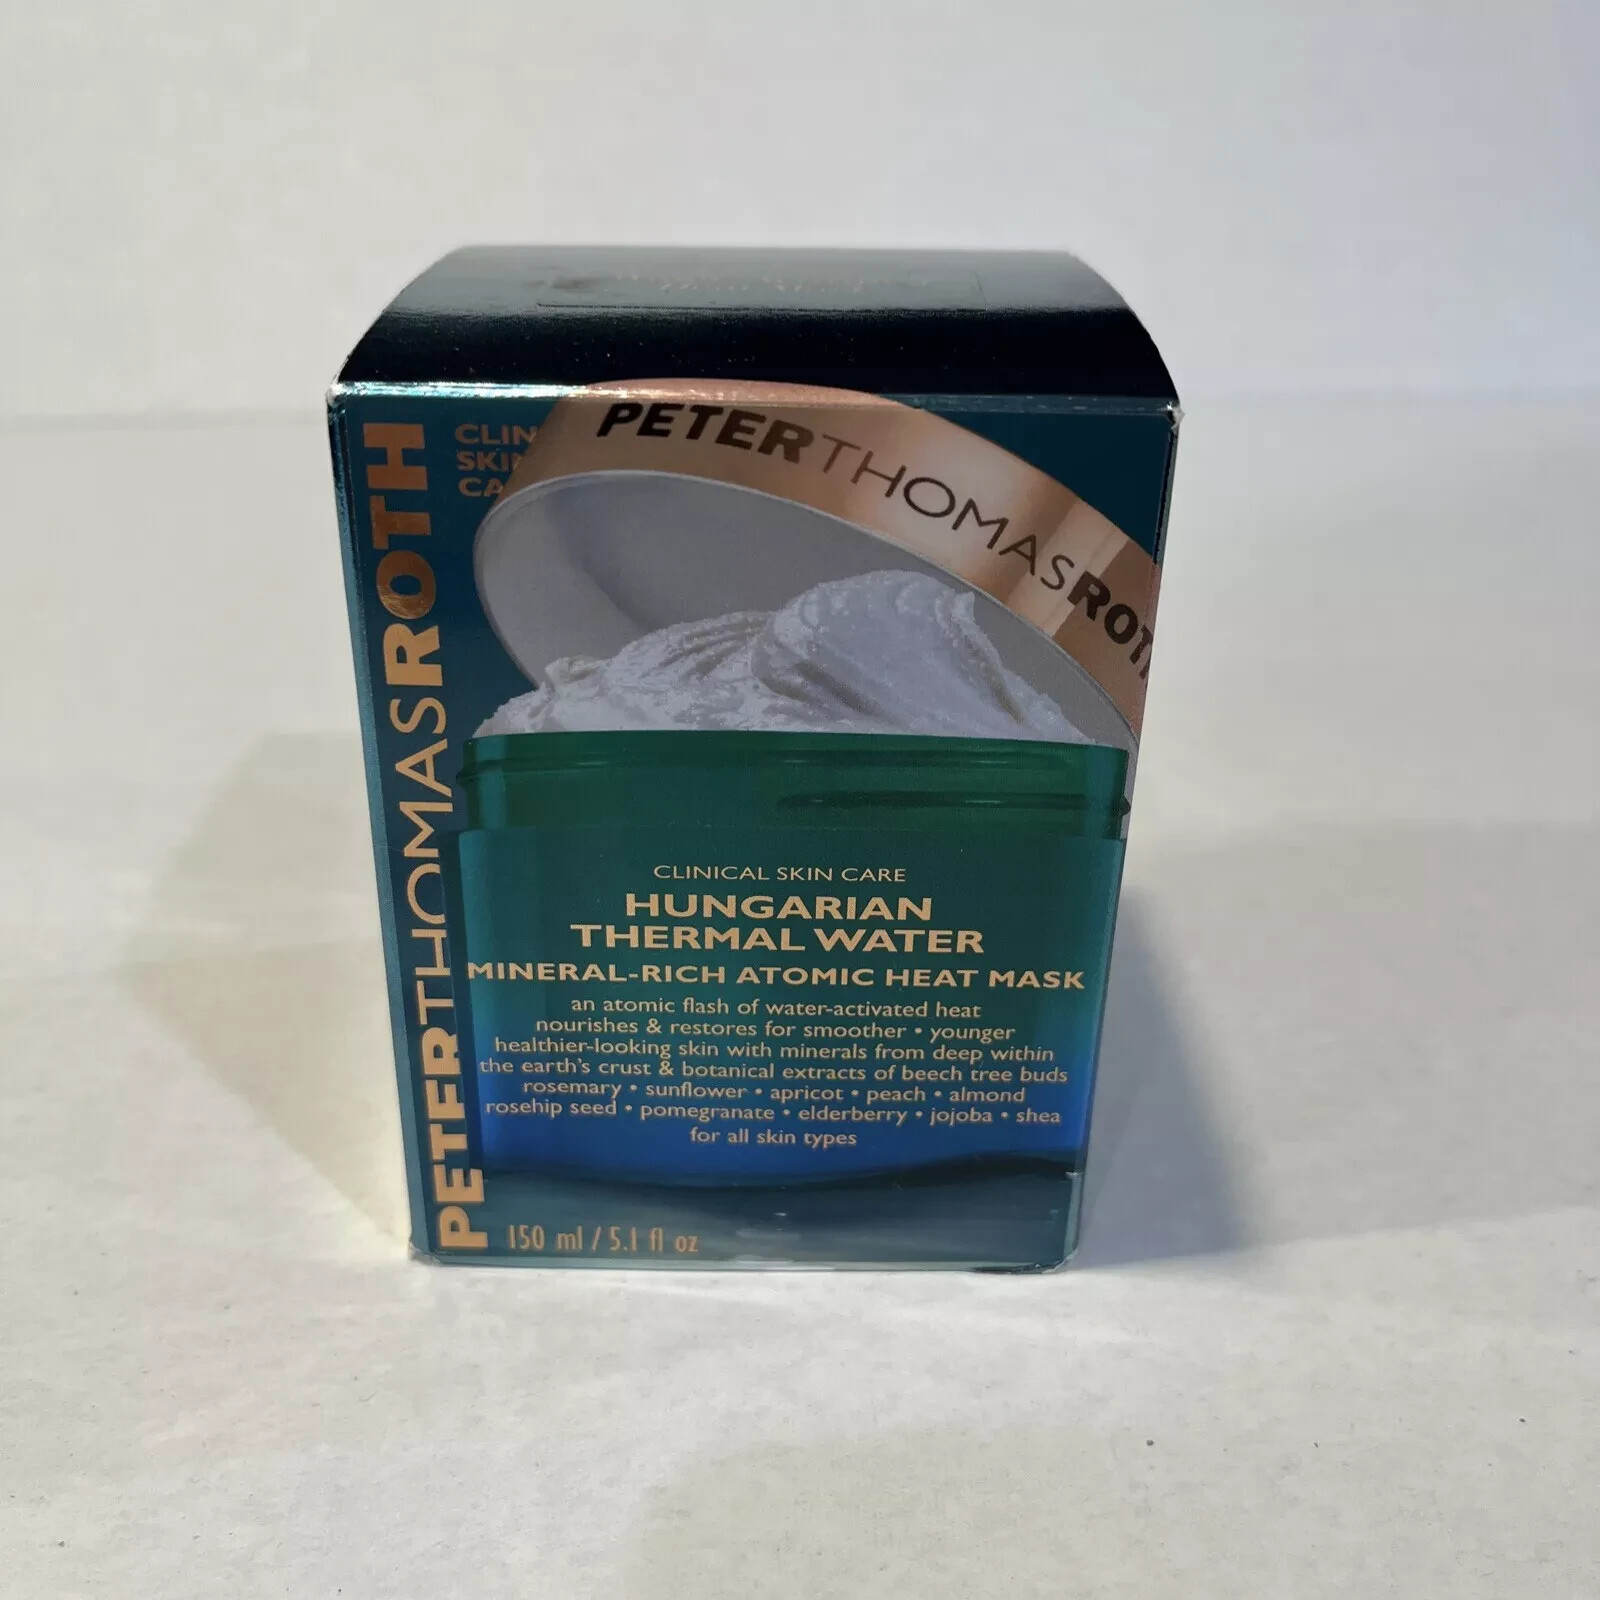 PETERTHOMASROTH
CLIN
SKIN
CA
PETERTHOMASROTH
CLINICAL SKIN CARE
HUNGARIAN
THERMAL WATER
MINERAL-RICH ATOMIC HEAT MASK
an atomic flash of water-activated heat
nourishes & restores for smoother • younger
healthier-looking skin with minerals from deep within
the earth's crust & botanical extracts of beech tree buds
rosemary • sunflower • apricot • peach • almond
rosehip seed • pomegranate • elderberry • jojoba • shea
for all skin types
150 ml / 5.1 fl oz